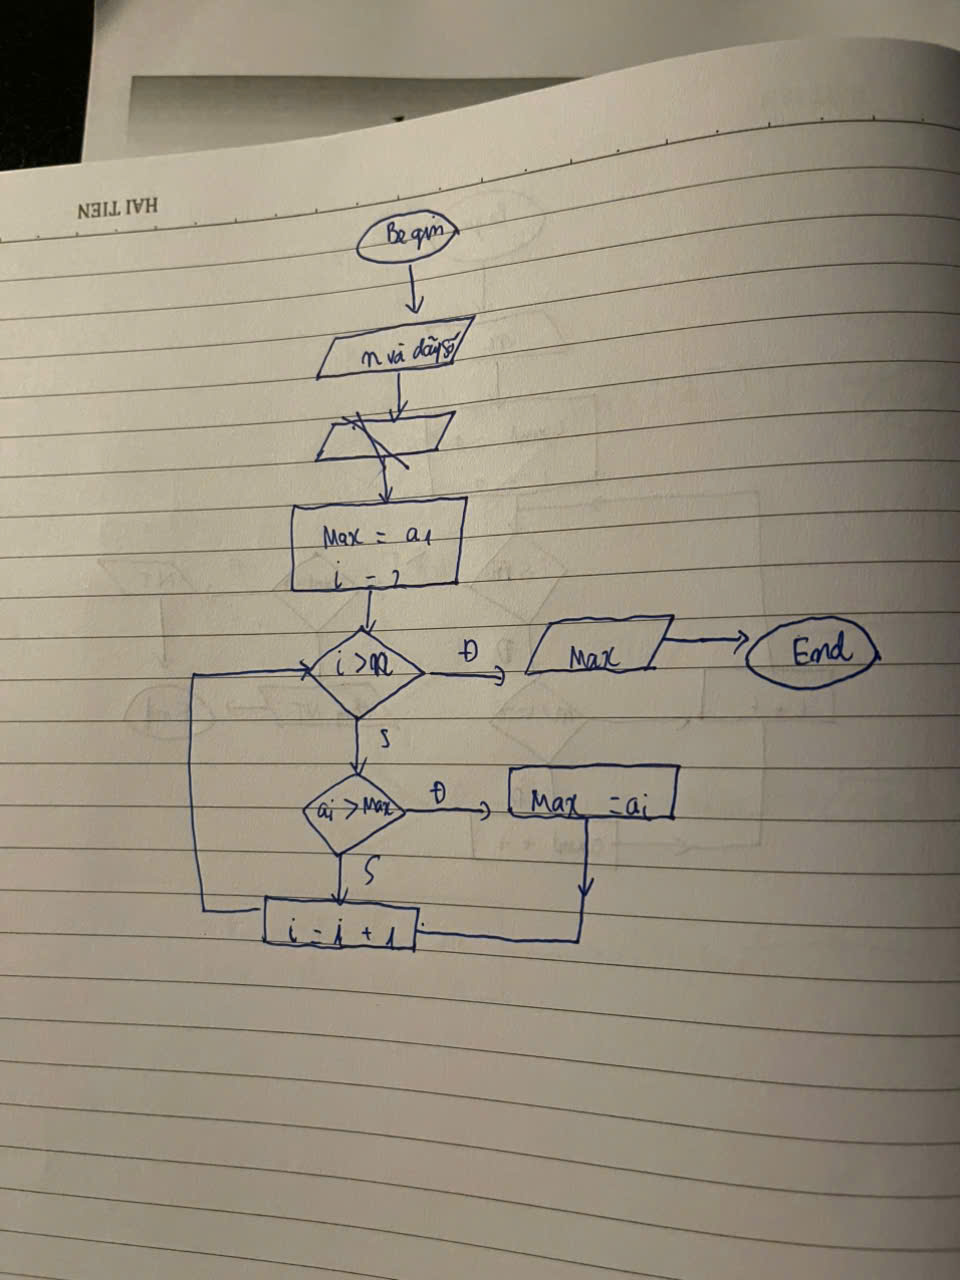 HAI TIEN
Begin
n và dãy số
Max = a1
i = 2
i > n
Đ
Max
End
S
ai > Max
Đ
Max = ai
S
i = i + 1